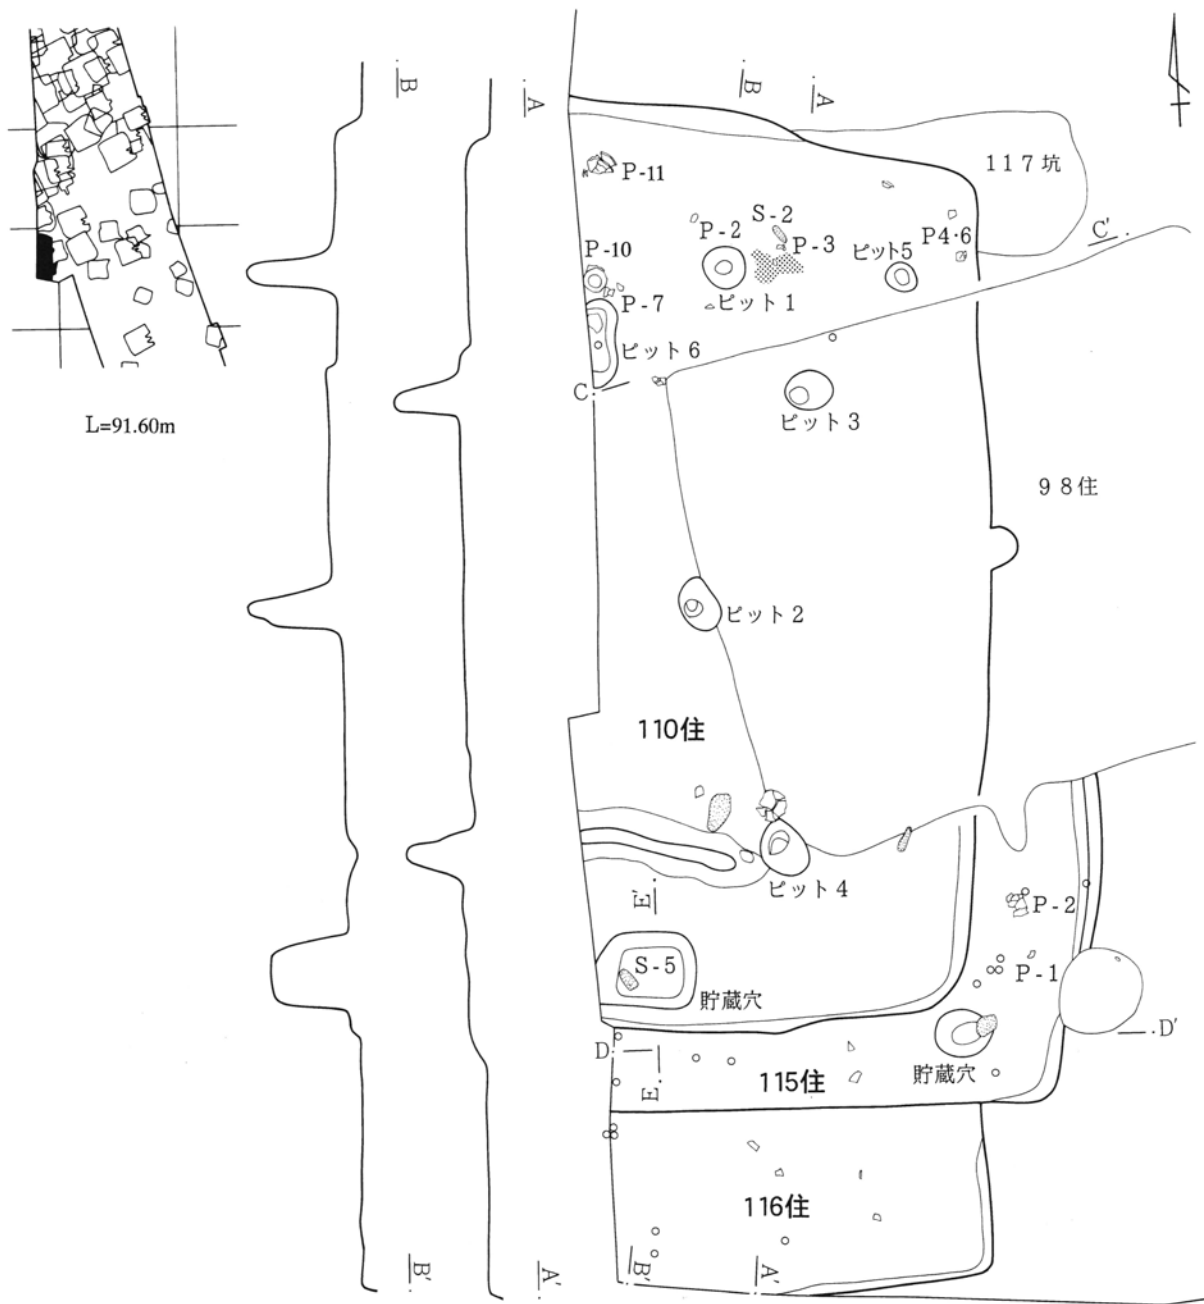 B
A
B
A
117坑
P-11
S-2
P-2
P-3
P4・6
C'
P-10
ピット5
P-7
ピット1
ピット6
C
ピット3
L=91.60m
98住
ピット2
110住
ピット4
E'
P-2
S-5
P-1
貯蔵穴
D'
D
貯蔵穴
115住
E
116住
B'
A'
B'
A'